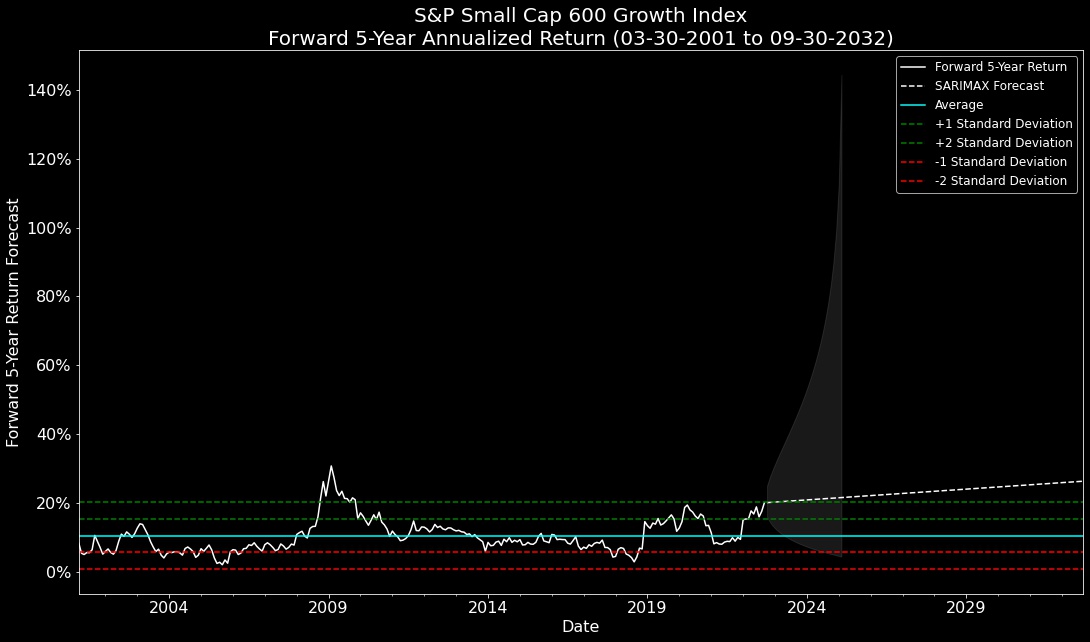 S&P Small Cap 600 Growth Index
Forward 5-Year Annualized Return (03-30-2001 to 09-30-2032)
Forward 5-Year Return
SARIMAX Forecast
Average
+1 Standard Deviation
+2 Standard Deviation
-1 Standard Deviation
-2 Standard Deviation
Forward 5-Year Return Forecast
140%
120%
100%
80%
60%
40%
20%
0%
2004
2009
2014
2019
2024
2029
Date